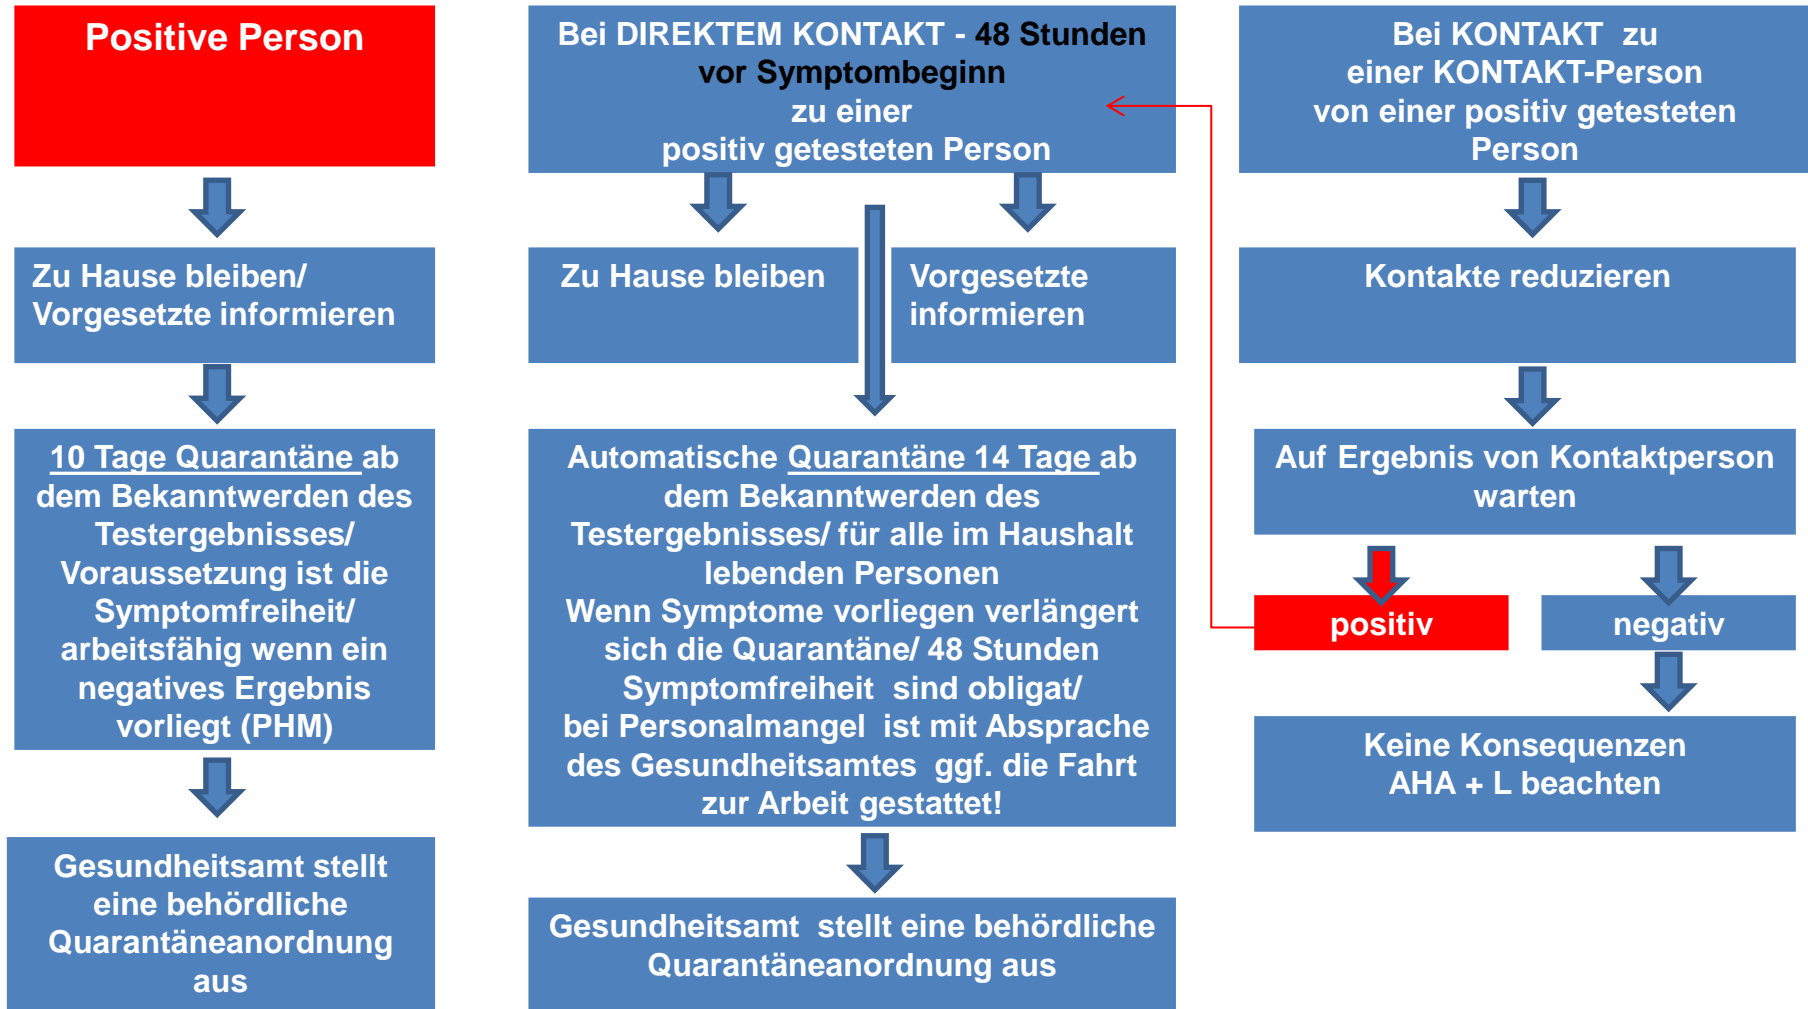 Positive Person
Zu Hause bleiben/
Vorgesetzte informieren
10 Tage Quarantäne ab
dem Bekanntwerden des
Testergebnisses/
Voraussetzung ist die
Symptomfreiheit/
arbeitsfähig wenn ein
negatives Ergebnis
vorliegt (PHM)
Gesundheitsamt stellt
eine behördliche
Quarantäneanordnung
aus
Bei DIREKTEM KONTAKT - 48 Stunden
vor Symptombeginn
zu einer
positiv getesteten Person
Zu Hause bleiben
Vorgesetzte
informieren
Automatische Quarantäne 14 Tage ab
dem Bekanntwerden des
Testergebnisses/ für alle im Haushalt
lebenden Personen
Wenn Symptome vorliegen verlängert
sich die Quarantäne/ 48 Stunden
Symptomfreiheit sind obligat/
bei Personalmangel ist mit Absprache
des Gesundheitsamtes ggf. die Fahrt
zur Arbeit gestattet!
Gesundheitsamt stellt eine behördliche
Quarantäneanordnung aus
Bei KONTAKT zu
einer KONTAKT-Person
von einer positiv getesteten
Person
Kontakte reduzieren
Auf Ergebnis von Kontaktperson
warten
positiv
negativ
Keine Konsequenzen
AHA + L beachten